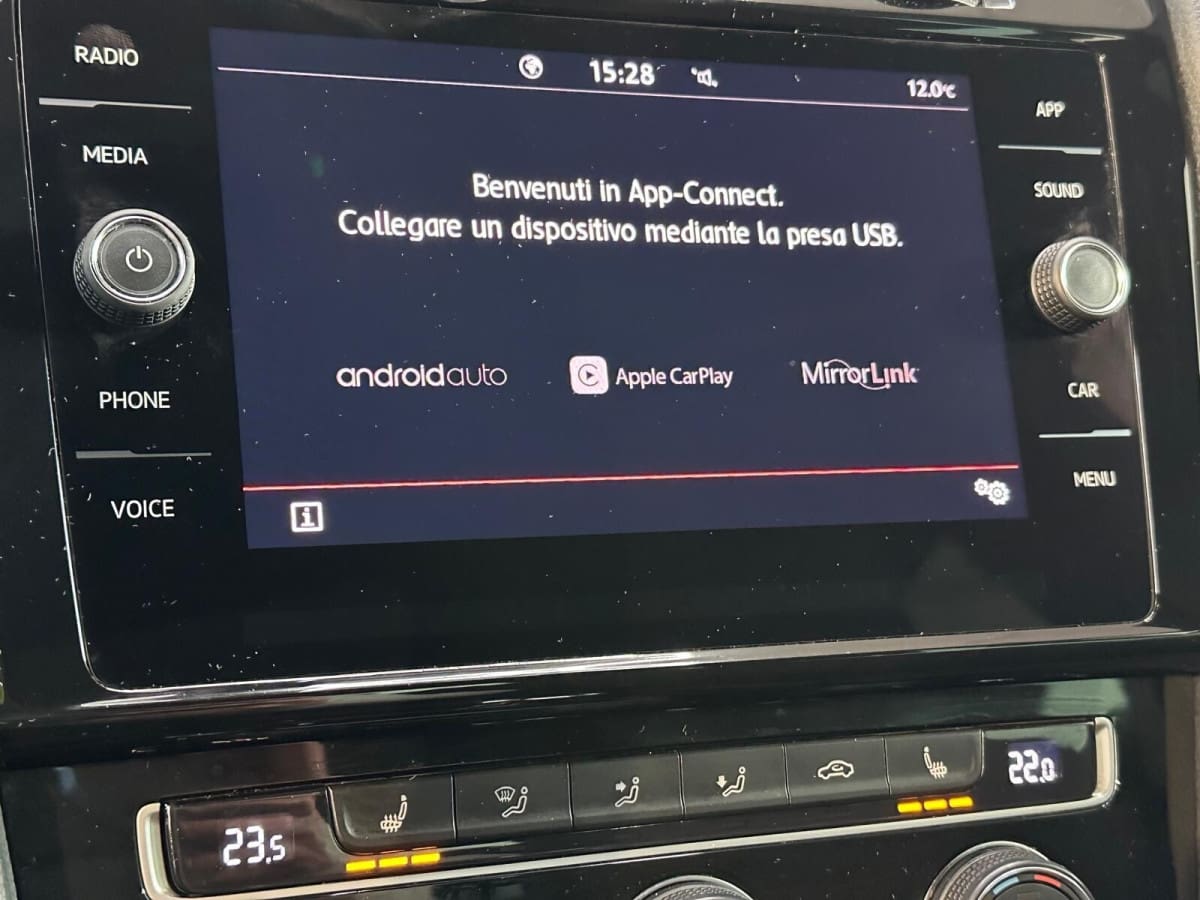 RADIO
MEDIA
PHONE
VOICE
15:28
12.0°C
Benvenuti in App-Connect.
Collegare un dispositivo mediante la presa USB.
androidauto
Apple CarPlay
MirrorLink
i
APP
SOUND
CAR
MENU
23.5
22.0